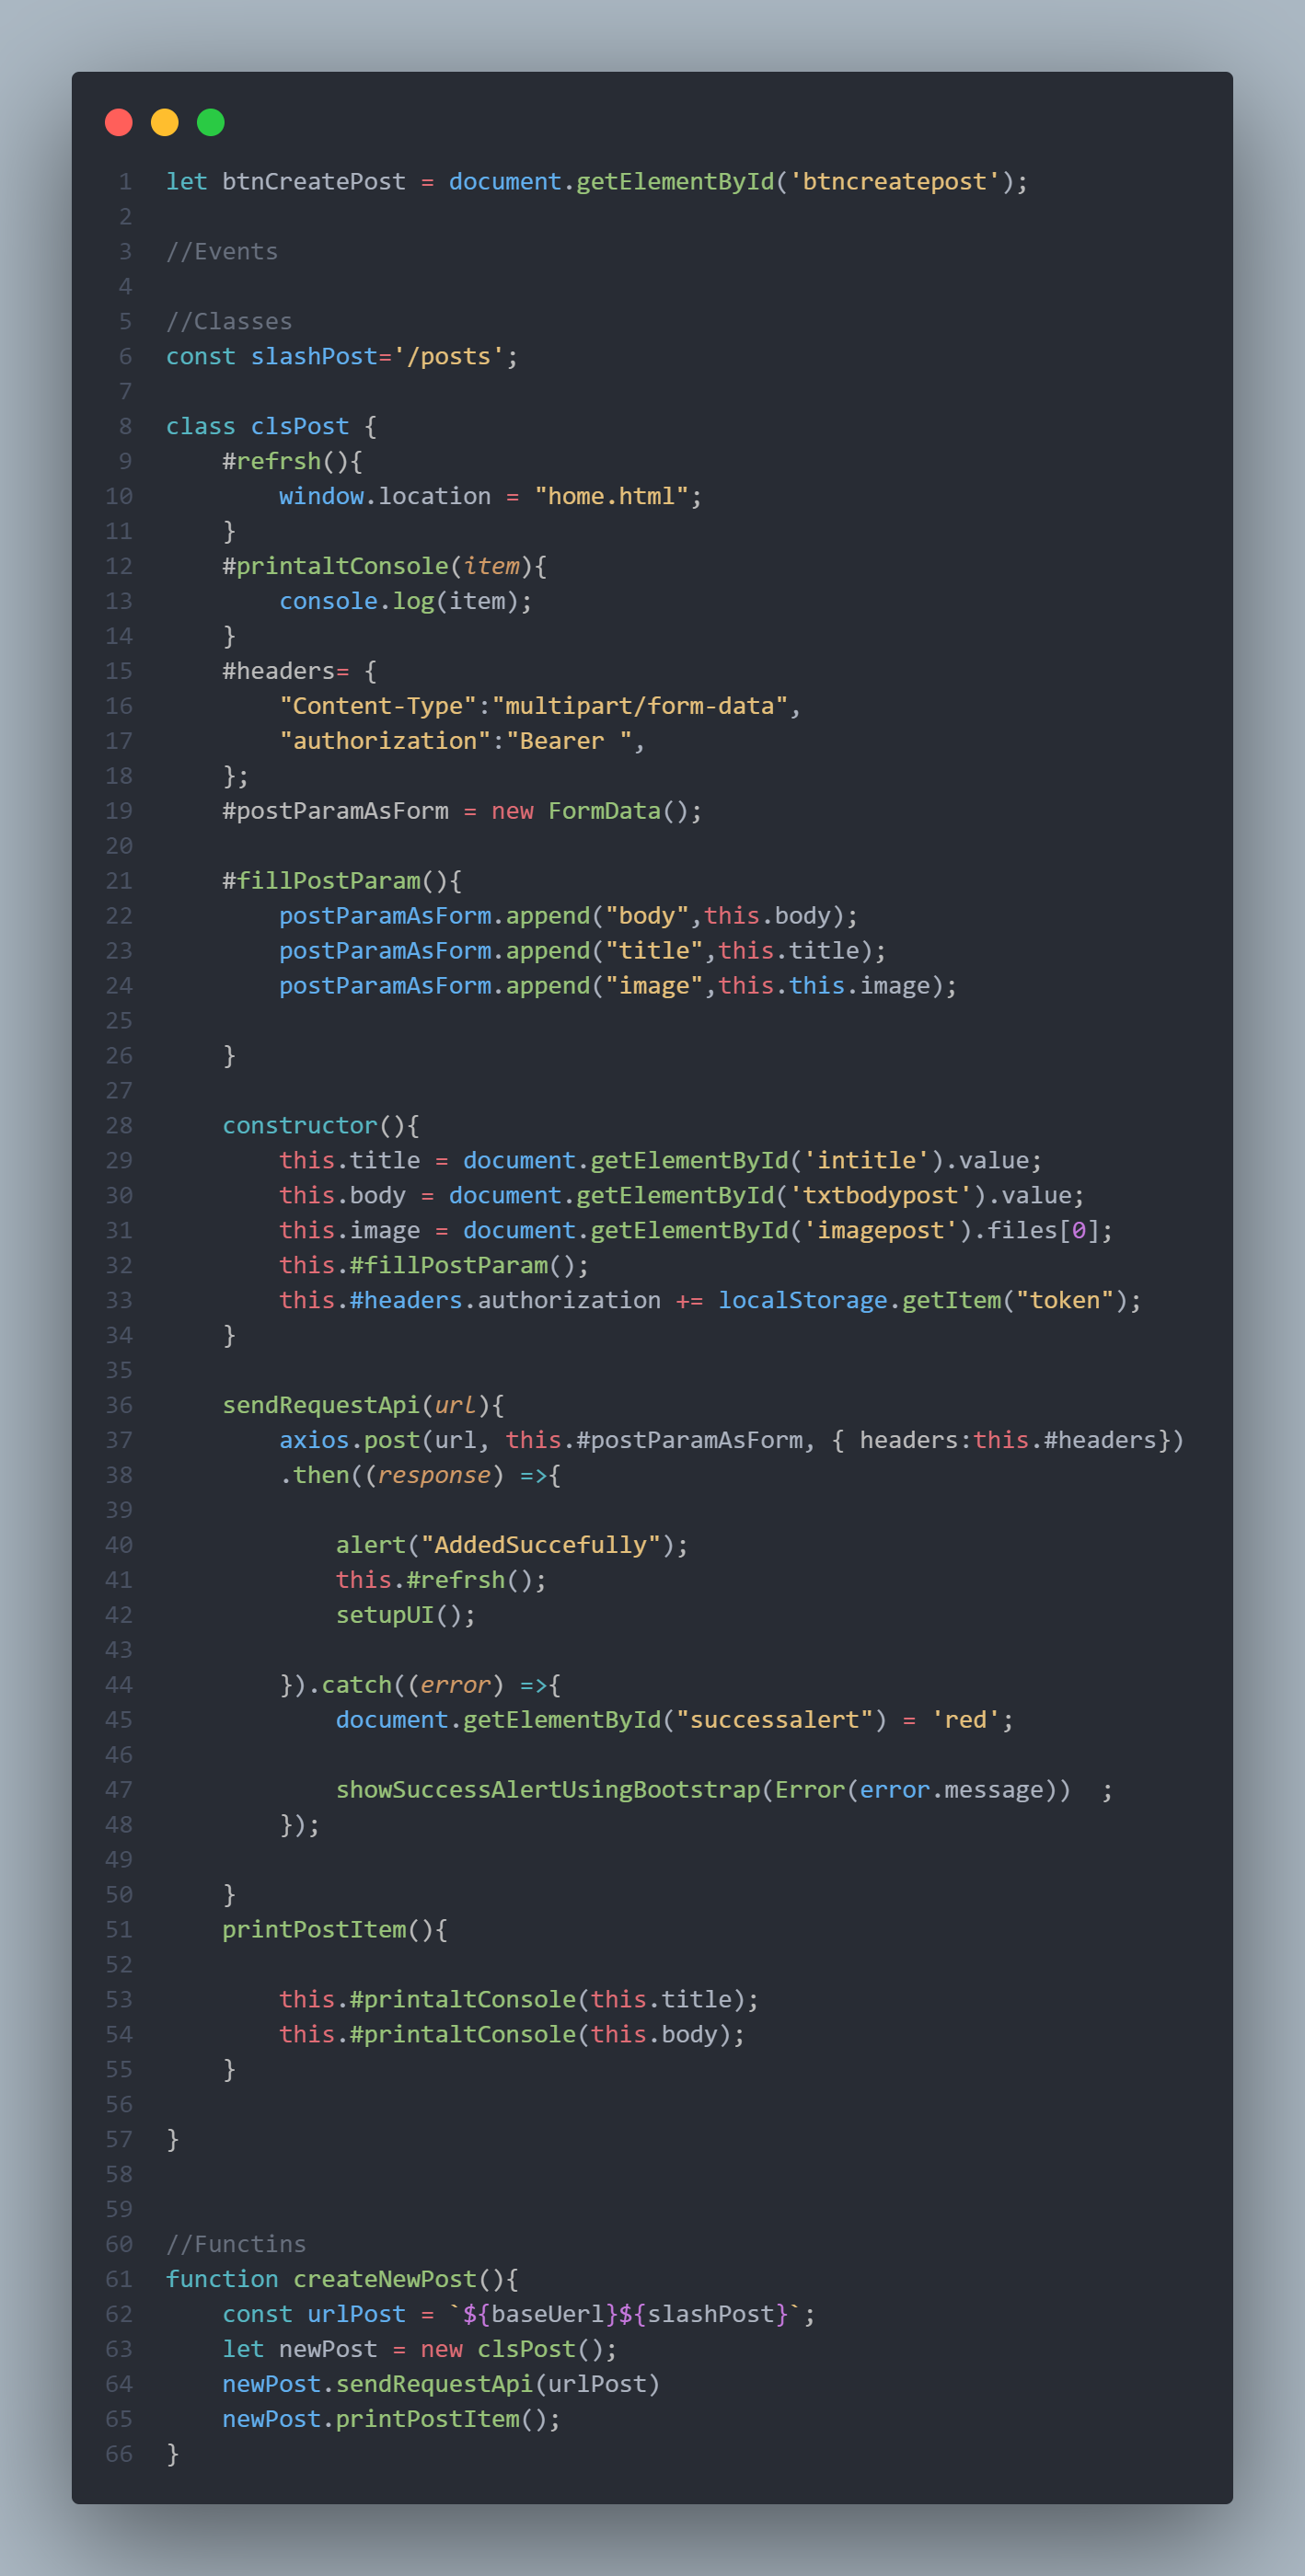 1 let btnCreatePost = document.getElementById('btncreatepost');
2
3 //Events
4
5 //Classes
6 const slashPost='/posts';
7
8 class clsPost {
9     #refrsh(){
10         window.location = "home.html";
11     }
12     #printaltConsole(item){
13         console.log(item);
14     }
15     #headers= {
16         "Content-Type":"multipart/form-data",
17         "authorization":"Bearer ",
18     };
19     #postParamAsForm = new FormData();
20
21     #fillPostParam(){
22         postParamAsForm.append("body",this.body);
23         postParamAsForm.append("title",this.title);
24         postParamAsForm.append("image",this.this.image);
25
26     }
27
28     constructor(){
29         this.title = document.getElementById('intitle').value;
30         this.body = document.getElementById('txtbodypost').value;
31         this.image = document.getElementById('imagepost').files[0];
32         this.#fillPostParam();
33         this.#headers.authorization += localStorage.getItem("token");
34     }
35
36     sendRequestApi(url){
37         axios.post(url, this.#postParamAsForm, { headers:this.#headers})
38         .then((response) =>{
39
40             alert("AddedSuccefully");
41             this.#refrsh();
42             setupUI();
43
44         }).catch((error) =>{
45             document.getElementById("successalert") = 'red';
46
47             showSuccessAlertUsingBootstrap(Error(error.message))  ;
48         });
49
50     }
51     printPostItem(){
52
53         this.#printaltConsole(this.title);
54         this.#printaltConsole(this.body);
55     }
56
57 }
58
59
60 //Functins
61 function createNewPost(){
62     const urlPost = `${baseUerl}${slashPost}`;
63     let newPost = new clsPost();
64     newPost.sendRequestApi(urlPost)
65     newPost.printPostItem();
66 }